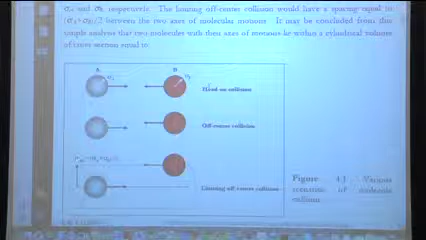 and σB respectively. The limiting off-center collision would have a spacing equal to
(σA+σB)/2 between the two axes of molecular motions. It may be concluded from this
simple analysis that two molecules with their axes of motions lie within a cylindrical volume
of cross section equal to
A B
Head on collision
Off-center collision
Limiting off-center collision
Figure 4.1 Various
scenarios of molecule
collision